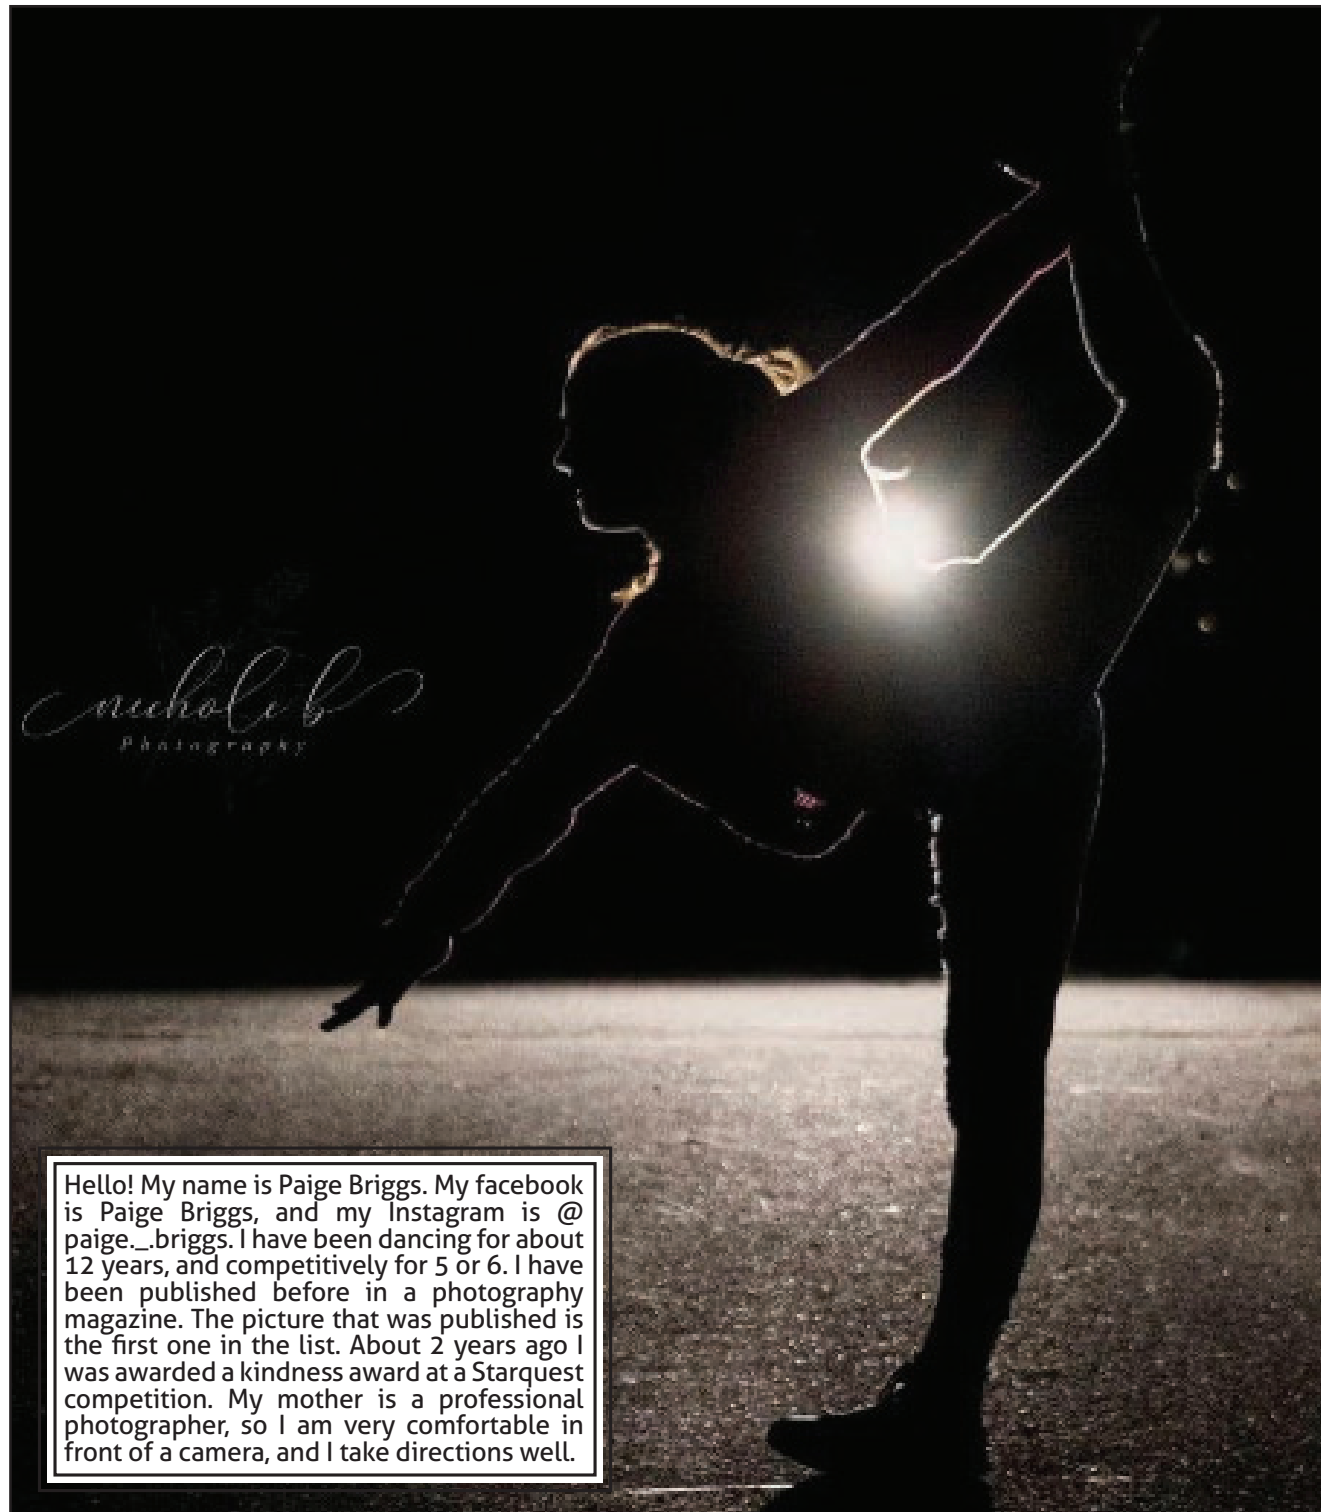 nichole b
Photography
Hello! My name is Paige Briggs. My facebook
is Paige Briggs, and my Instagram is @
paige._.briggs. I have been dancing for about
12 years, and competitively for 5 or 6. I have
been published before in a photography
magazine. The picture that was published is
the first one in the list. About 2 years ago I
was awarded a kindness award at a Starquest
competition. My mother is a professional
photographer, so I am very comfortable in
front of a camera, and I take directions well.